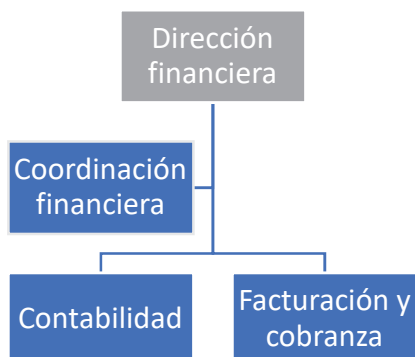 Dirección
financiera
Coordinación
financiera
Contabilidad
Facturación y
cobranza